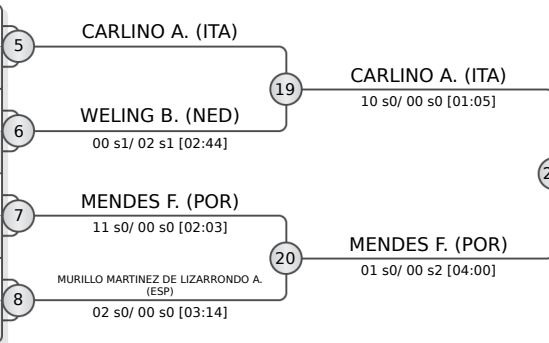 CARLINO A. (ITA)
5
19
CARLINO A. (ITA)
10 s0/ 00 s0 [01:05]
WELING B. (NED)
6
00 s1/ 02 s1 [02:44]
MENDES F. (POR)
7
11 s0/ 00 s0 [02:03]
20
MENDES F. (POR)
01 s0/ 00 s2 [04:00]
MURILLO MARTINEZ DE LIZARRONDO A.
(ESP)
8
02 s0/ 00 s0 [03:14]